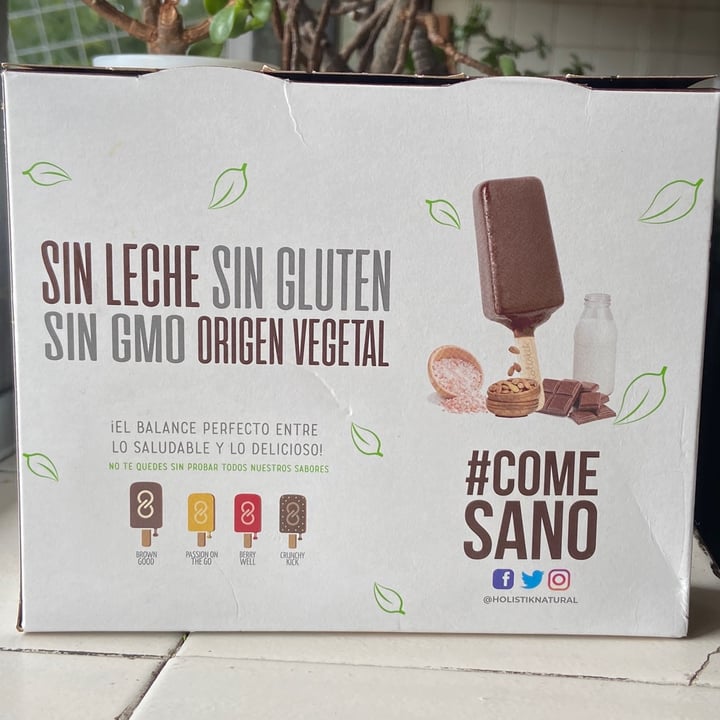 SIN LECHE SIN GLUTEN
SIN GMO ORIGEN VEGETAL
¡EL BALANCE PERFECTO ENTRE
LO SALUDABLE Y LO DELICIOSO!
NO TE QUEDES SIN PROBAR TODOS NUESTROS SABORES
BROWN
GOOD
PASSION ON
THE GO
BERRY
WELL
CRUNCHY
KICK
#COME
SANO
@HOLISTIKNATURAL